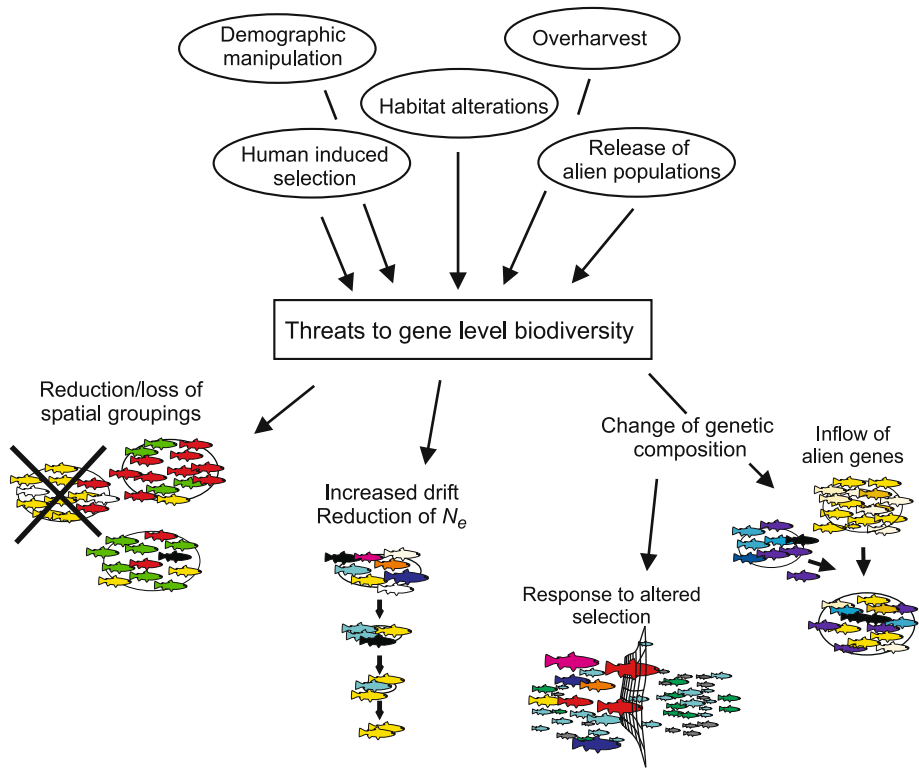 Demographic
manipulation
Overharvest
Habitat alterations
Human induced
selection
Release of
alien populations
Threats to gene level biodiversity
Reduction/loss of
spatial groupings
Increased drift
Reduction of Ne
Change of genetic
composition
Inflow of
alien genes
Response to altered
selection